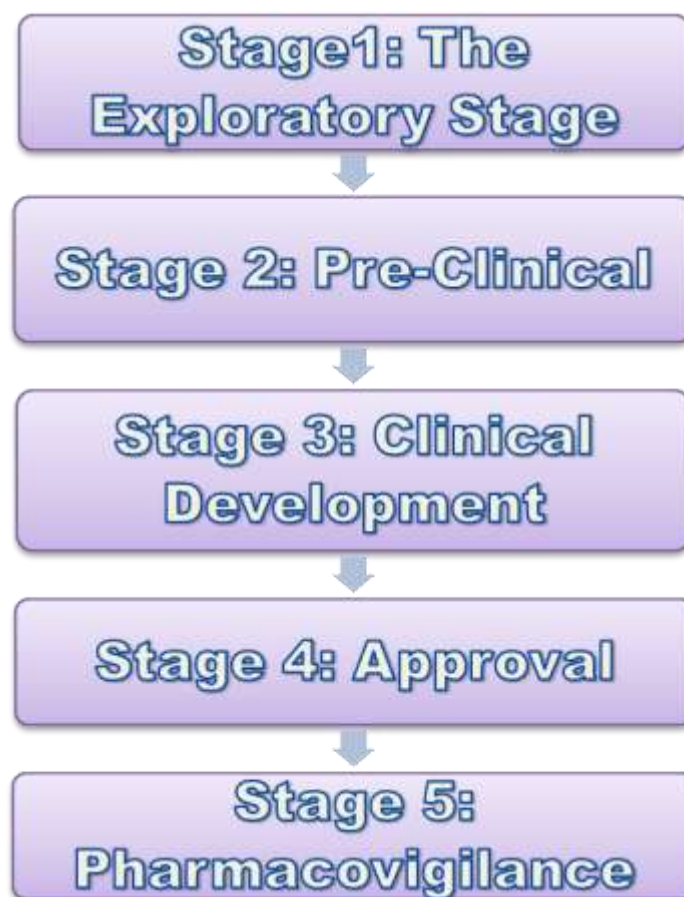 Stage1: The
Exploratory Stage
Stage 2: Pre-Clinical
Stage 3: Clinical
Development
Stage 4: Approval
Stage 5:
Pharmacovigilance